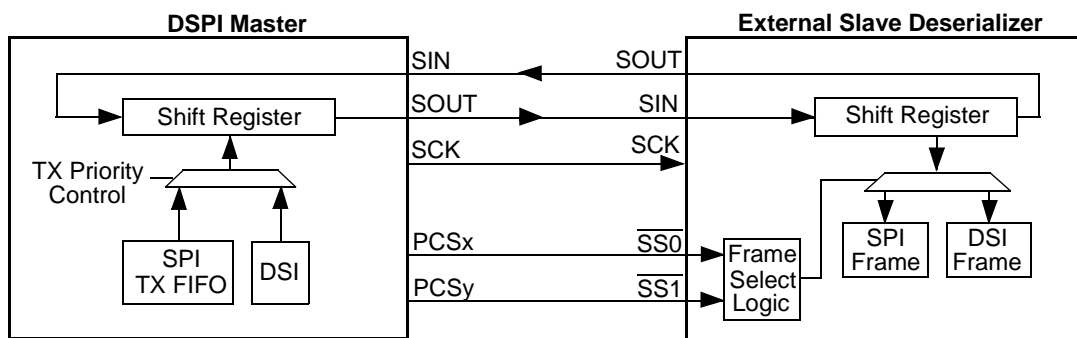 DSPI Master
External Slave Deserializer
SIN
SOUT
SOUT
SIN
Shift Register
Shift Register
SCK
SCK
TX Priority
Control
SPI
TX FIFO
DSI
PCSx
SS0
PCSy
SS1
Frame
Select
Logic
SPI
Frame
DSI
Frame